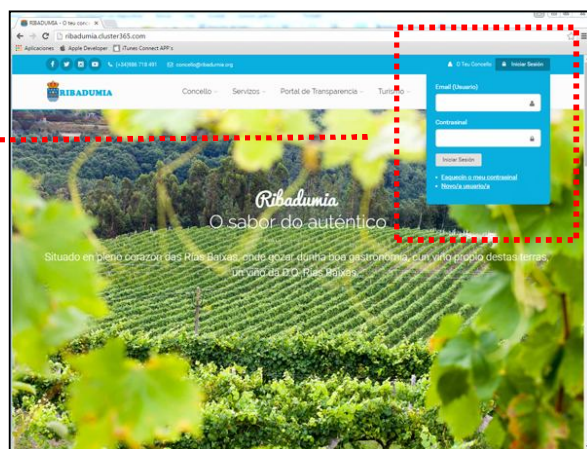 RIBADUMIA - O teu conc
ribadumia.cluster365.com
Aplicaciones Apple Developer iTunes Connect APP's
(+34)986 718 491 concello@ribadumia.org O Teu Concello Iniciar Sesión
RIBADUMIA Concello Servizos Portal de Transparencia Turismo
Email (Usuario)
Contrasinal
Iniciar Sesión
Esquecín o meu contrasinal
Novo/a usuario/a
Ribadumia
O sabor do auténtico
Situado en pleno corazón das Rías Baixas, onde gozar dunha boa gastronomía, cun viño propio destas terras,
un viño da D.O. Rías Baixas.